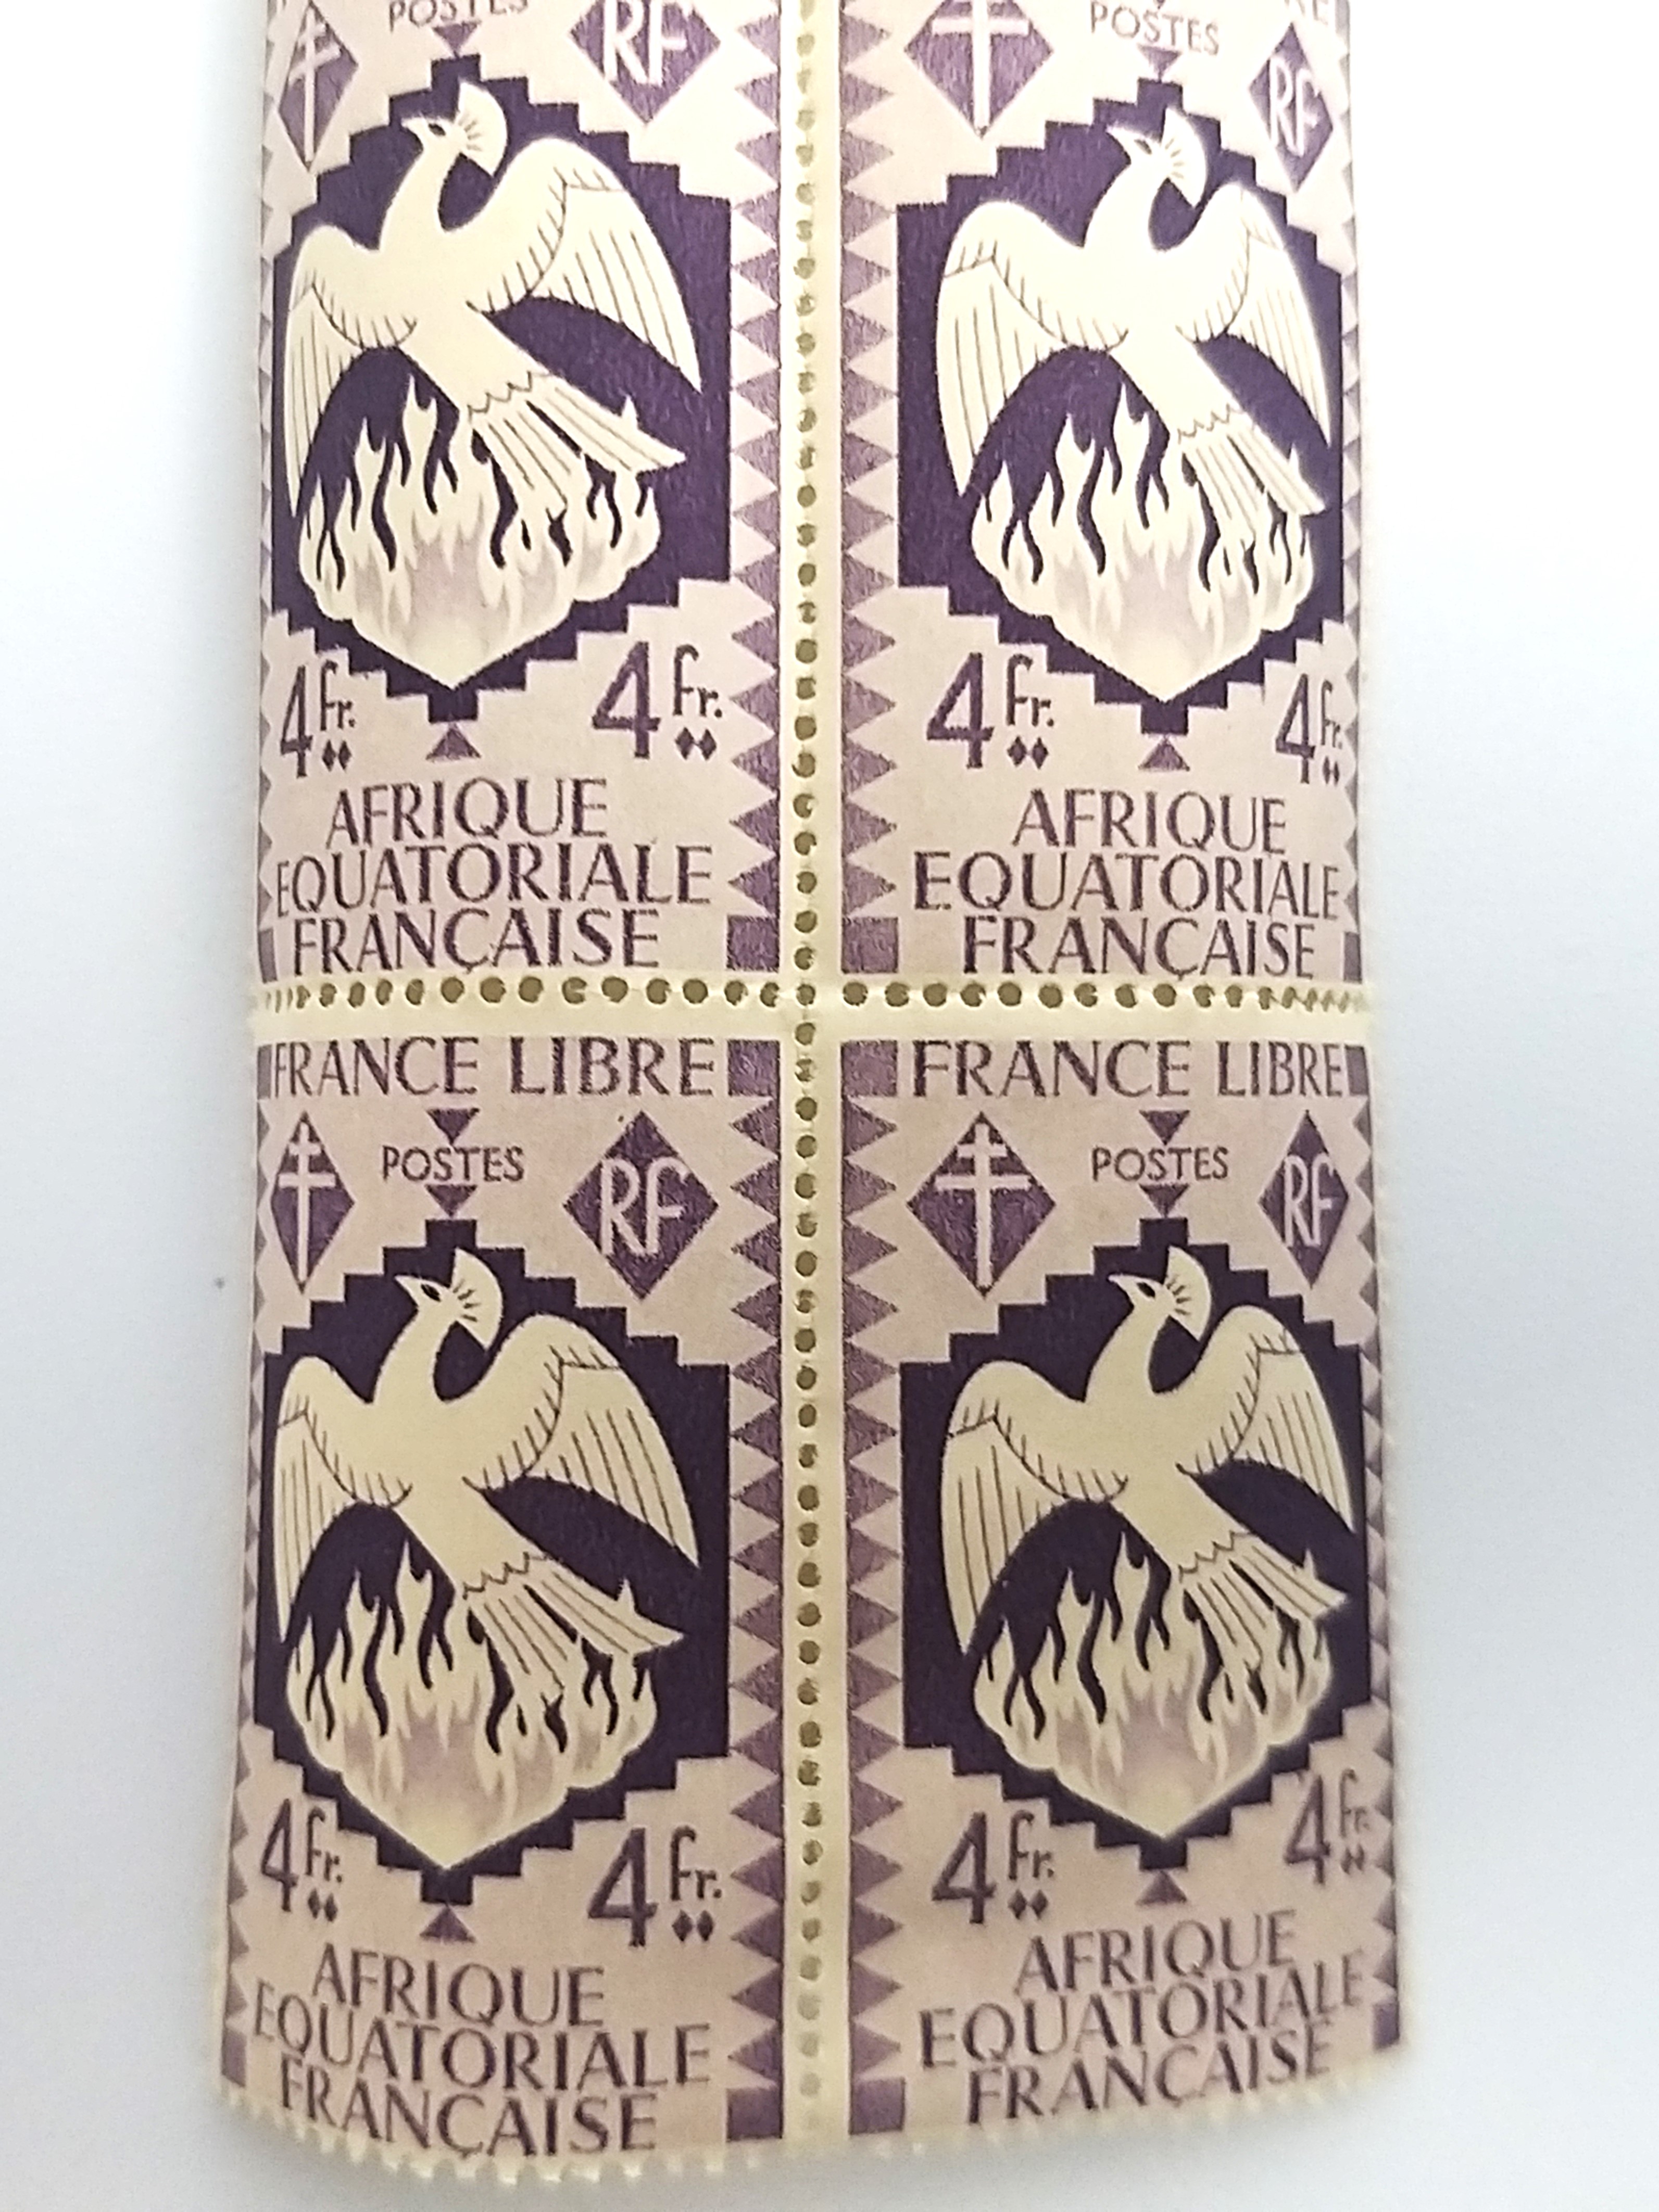 POSTES
RF
POSTES
RF
4 Fr.
4 Fr.
4 Fr.
4 Fr.
AFRIQUE
EQUATORIALE
FRANÇAISE
AFRIQUE
EQUATORIALE
FRANÇAISE
FRANCE LIBRE
POSTES
RF
FRANCE LIBRE
POSTES
RF
4 Fr.
4 Fr.
4 Fr.
4 Fr.
AFRIQUE
EQUATORIALE
FRANÇAISE
AFRIQUE
EQUATORIALE
FRANÇAISE